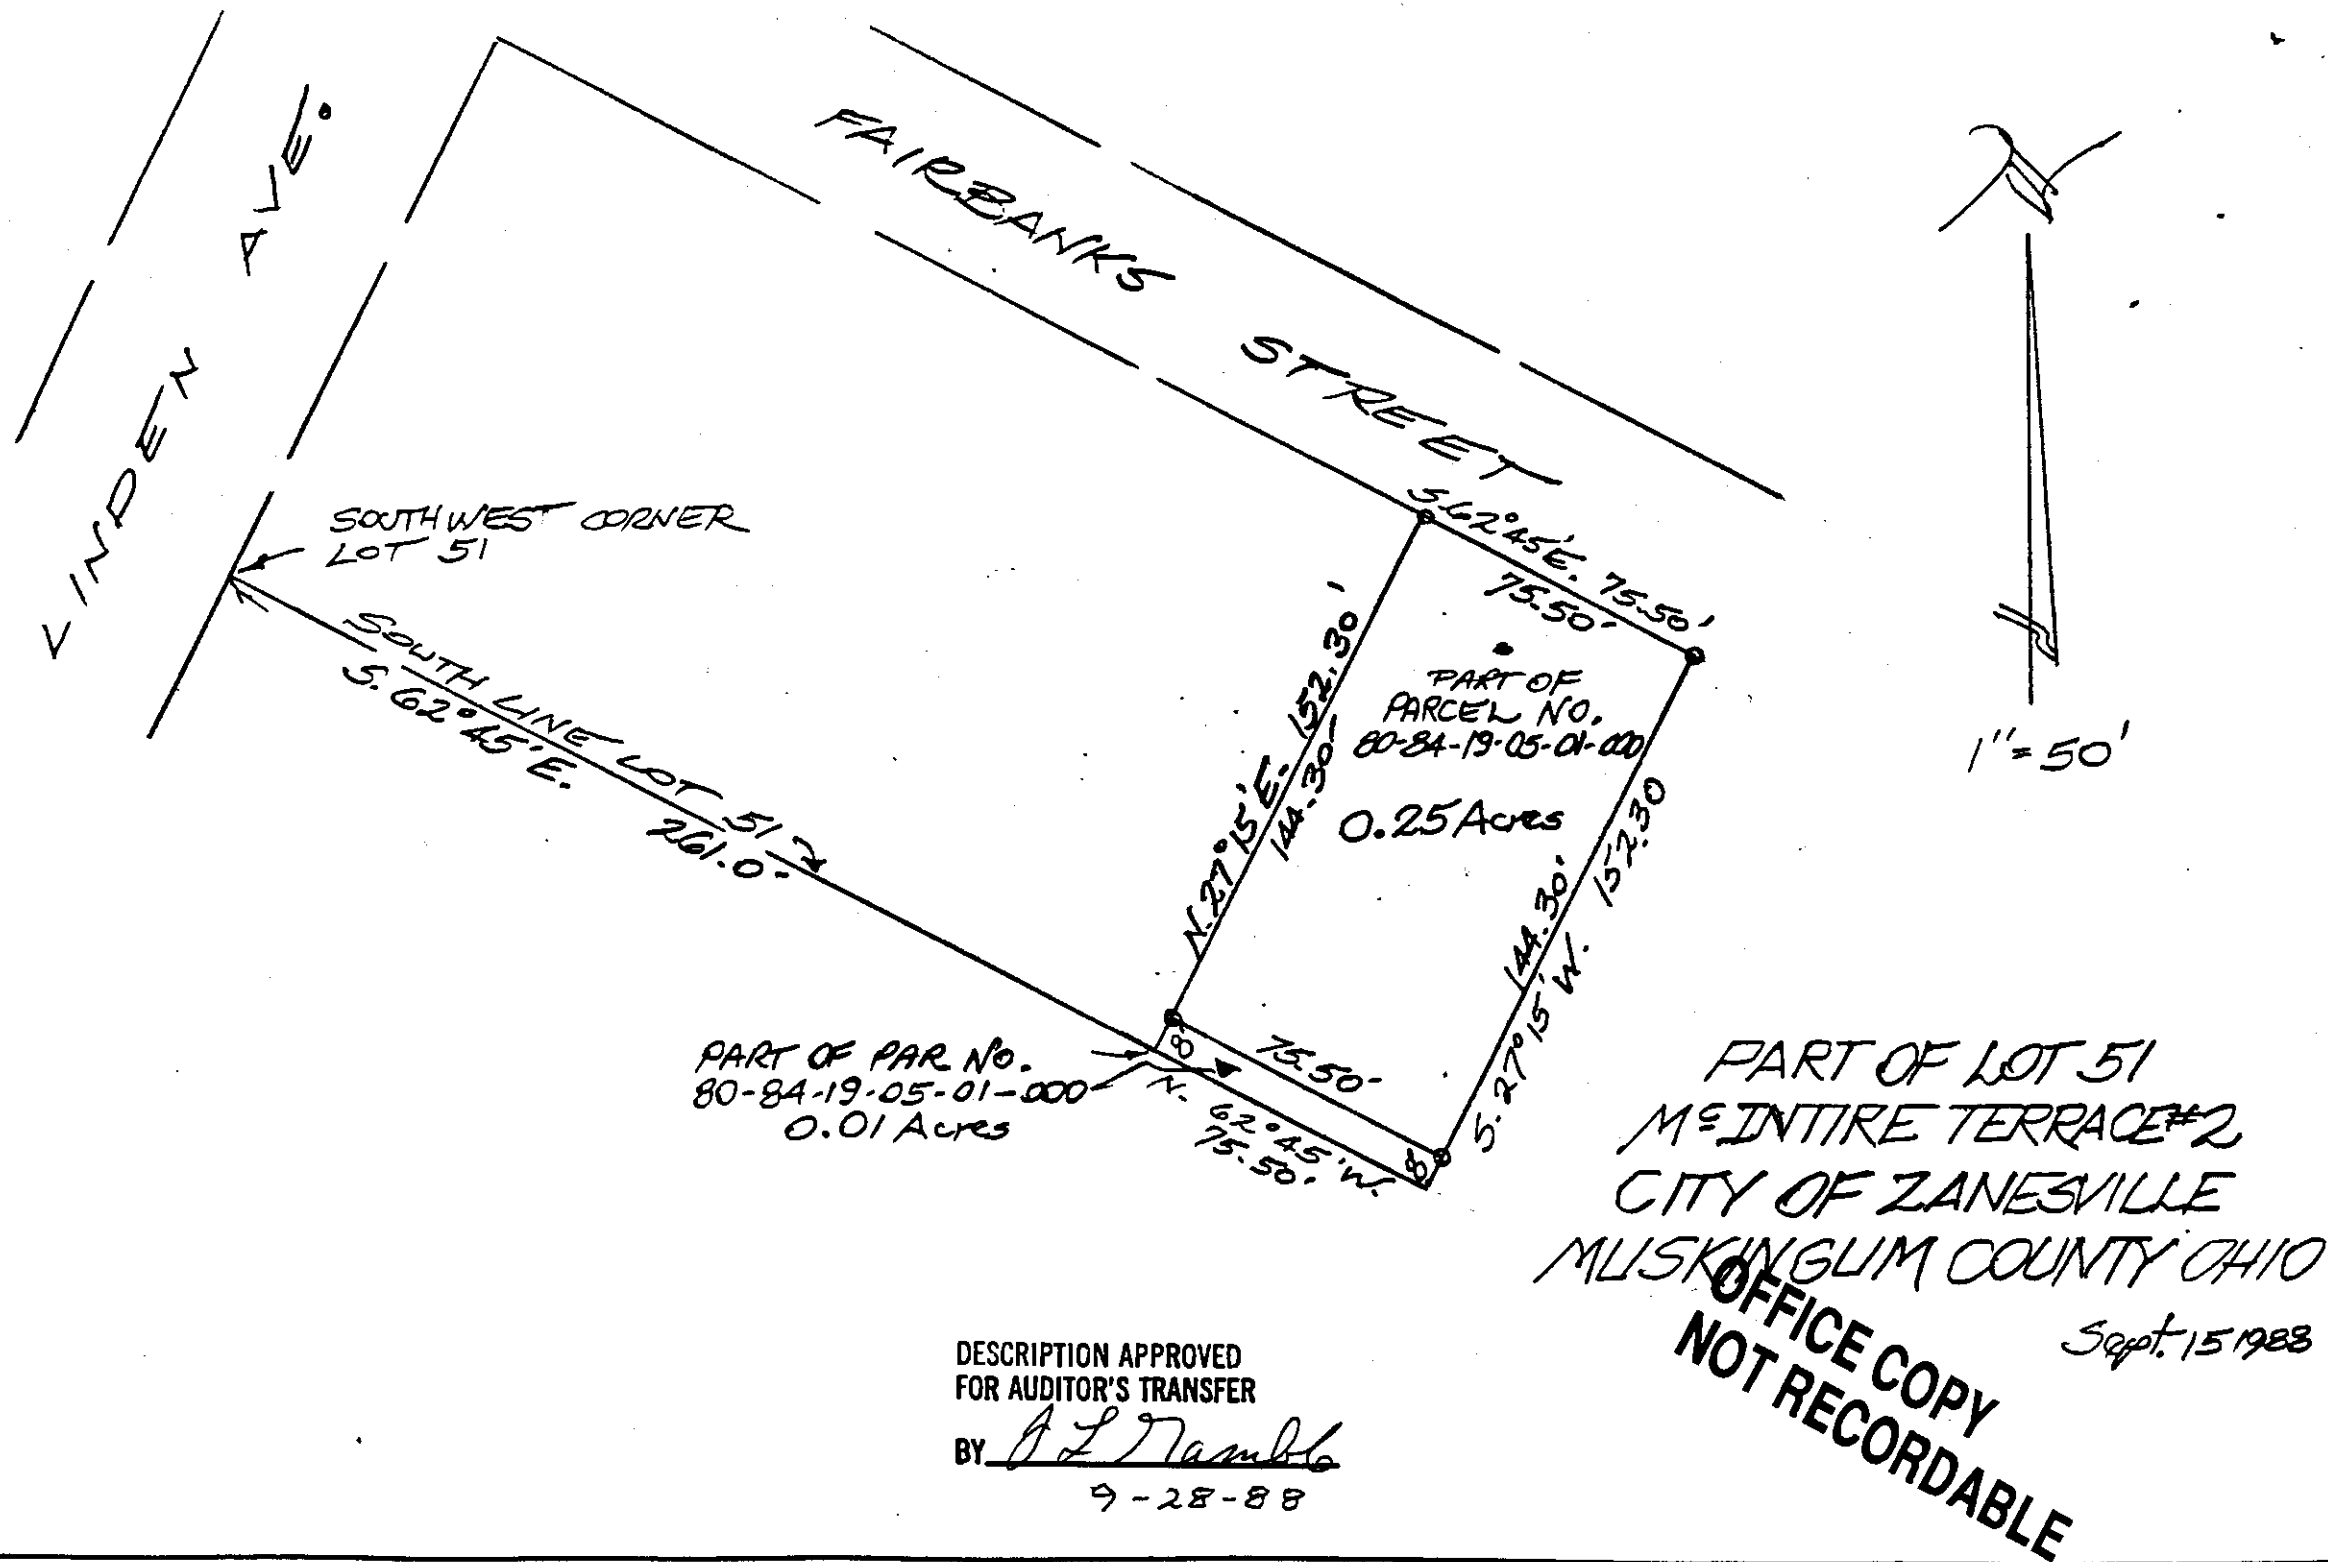 LINDEN AVE.
FAIRBANKS STREET
SOUTHWEST CORNER
LOT 51
SOUTH LINE LOT 51
S. 62°45'E.
261.0
S. 62°45'E. 75.50'
75.50'
N. 27°15'E. 152.30'
144.30'
PART OF
PARCEL NO.
80-84-19-05-01-000
0.25 Acres
144.30'
152.30
S. 27°15'W.
N
1"=50'
8
75.50
8
N. 62°45'W.
75.50
PART OF PAR. NO.
80-84-19-05-01-000
0.01 Acres
PART OF LOT 51
McINTIRE TERRACE #2
CITY OF ZANESVILLE
MUSKINGUM COUNTY OHIO
Sept. 15 1988
OFFICE COPY
NOT RECORDABLE
DESCRIPTION APPROVED
FOR AUDITOR'S TRANSFER
BY
9-28-88